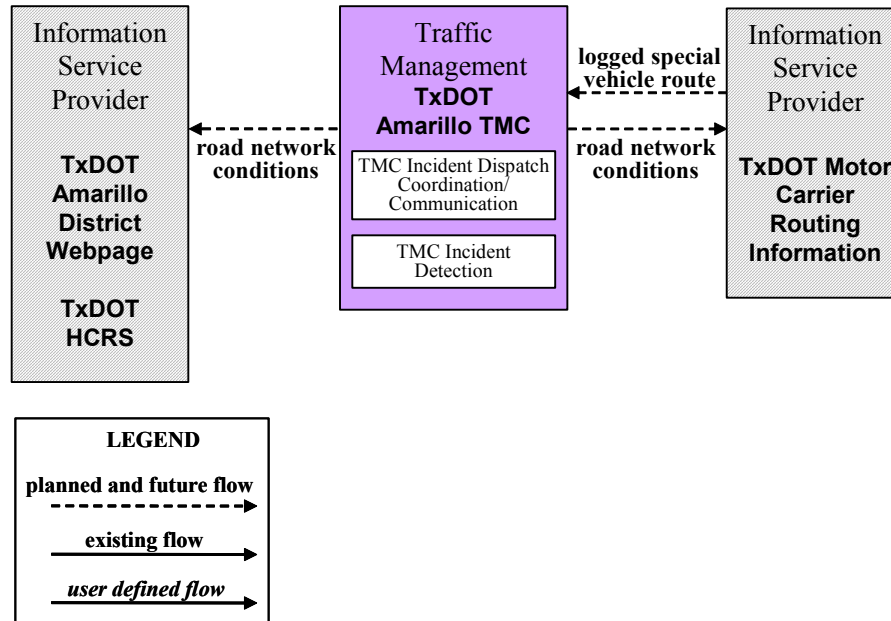 Information
Service
Provider
TxDOT
Amarillo
District
Webpage
TxDOT
HCRS
road network
conditions
Traffic
Management
TxDOT
Amarillo TMC
TMC Incident Dispatch
Coordination/
Communication
TMC Incident
Detection
logged special
vehicle route
road network
conditions
Information
Service
Provider
TxDOT Motor
Carrier
Routing
Information
LEGEND
planned and future flow
existing flow
user defined flow